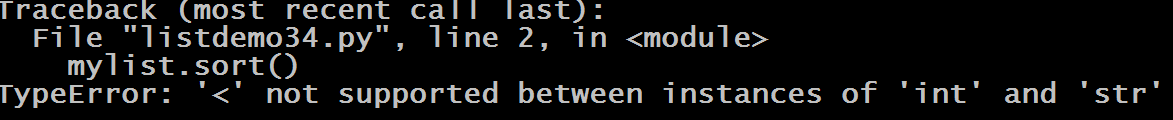 Traceback (most recent call last):
  File "listdemo34.py", line 2, in <module>
    mylist.sort()
TypeError: '<' not supported between instances of 'int' and 'str'